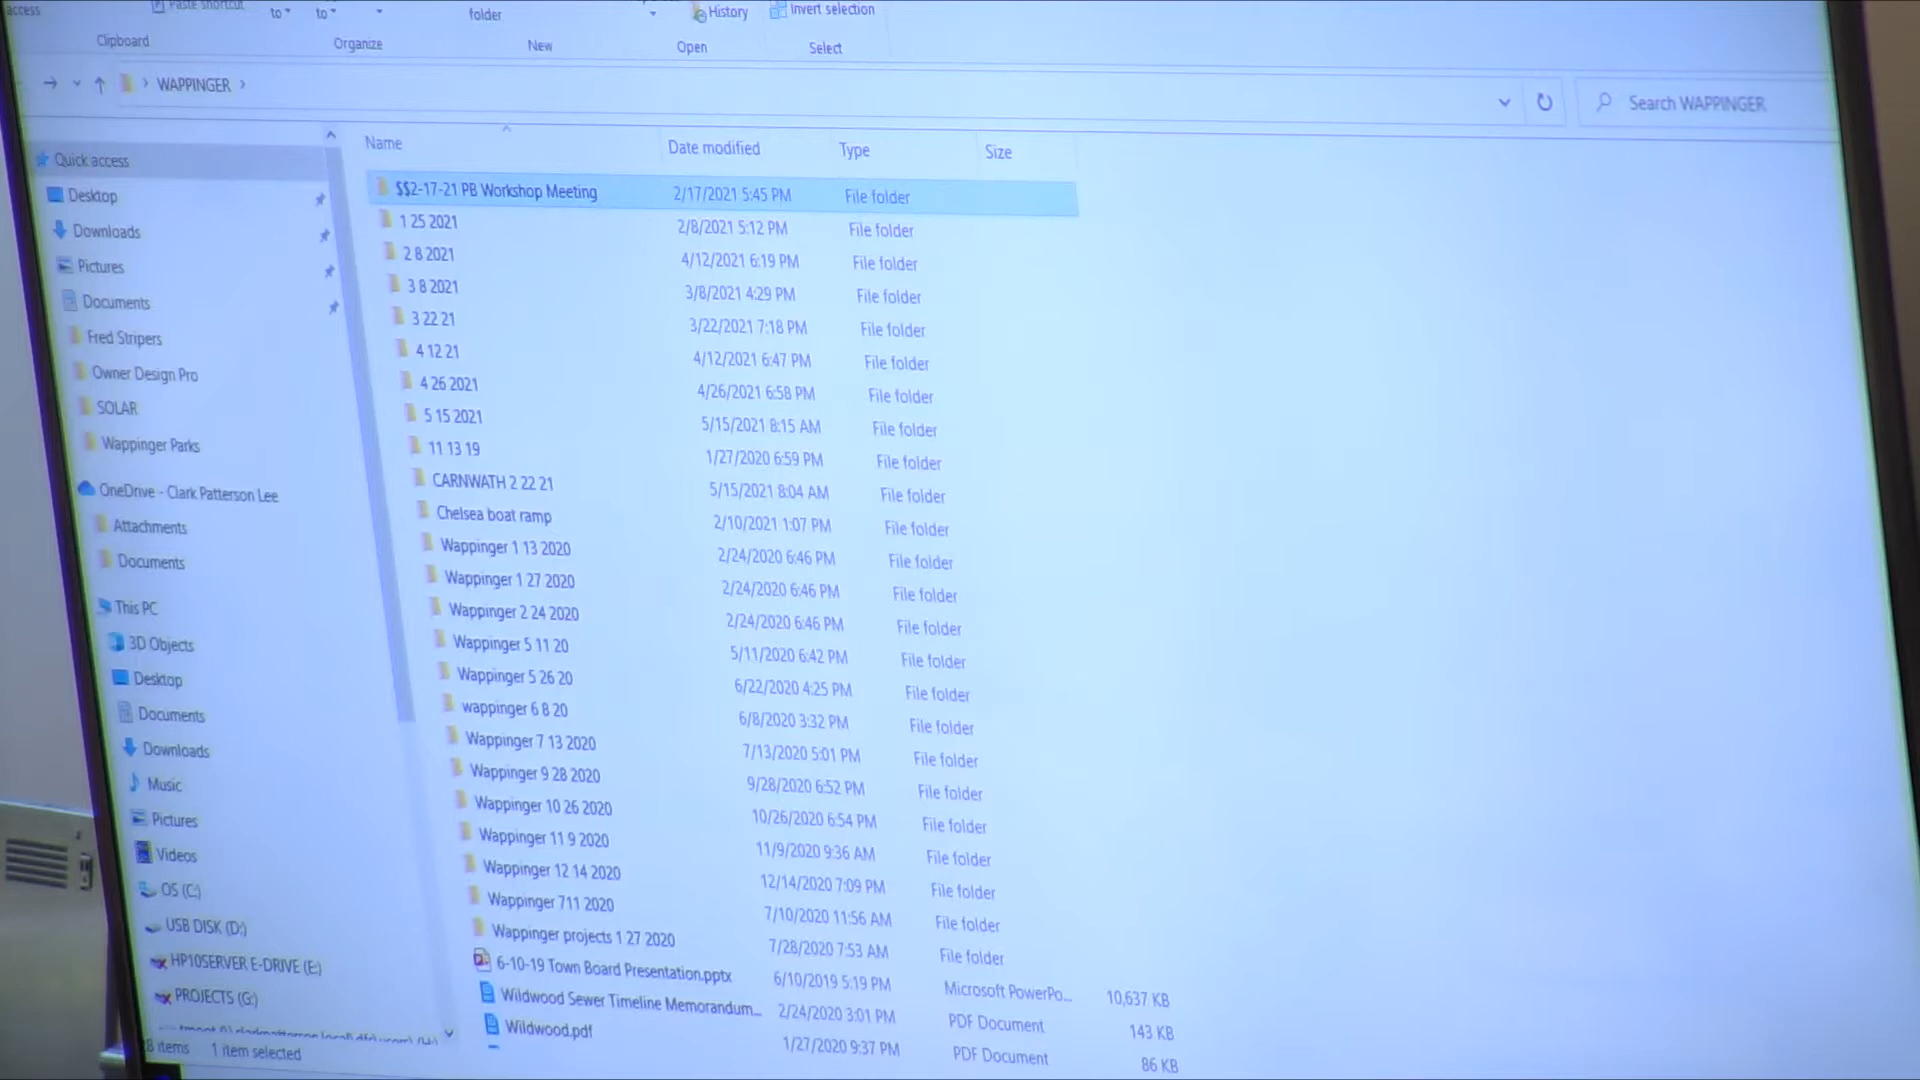 access
Paste shortcut
to
to
folder
History
Invert selection
Clipboard
Organize
New
Open
Select
WAPPINGER
Search WAPPINGER
Name
Date modified
Type
Size
Quick access
Desktop
Downloads
Pictures
Documents
Fred Stripers
Owner Design Pro
SOLAR
Wappinger Parks
OneDrive - Clark Patterson Lee
Attachments
Documents
This PC
3D Objects
Desktop
Documents
Downloads
Music
Pictures
Videos
OS (C:)
USB DISK (D:)
HP10SERVER E-DRIVE (E:)
PROJECTS (G:)
$$2-17-21 PB Workshop Meeting 2/17/2021 5:45 PM File folder
1 25 2021 2/8/2021 5:12 PM File folder
2 8 2021 4/12/2021 6:19 PM File folder
3 8 2021 3/8/2021 4:29 PM File folder
3 22 21 3/22/2021 7:18 PM File folder
4 12 21 4/12/2021 6:47 PM File folder
4 26 2021 4/26/2021 6:58 PM File folder
5 15 2021 5/15/2021 8:15 AM File folder
11 13 19 1/27/2020 6:59 PM File folder
CARNWATH 2 22 21 5/15/2021 8:04 AM File folder
Chelsea boat ramp 2/10/2021 1:07 PM File folder
Wappinger 1 13 2020 2/24/2020 6:46 PM File folder
Wappinger 1 27 2020 2/24/2020 6:46 PM File folder
Wappinger 2 24 2020 2/24/2020 6:46 PM File folder
Wappinger 5 11 20 5/11/2020 6:42 PM File folder
Wappinger 5 26 20 6/22/2020 4:25 PM File folder
wappinger 6 8 20 6/8/2020 3:32 PM File folder
Wappinger 7 13 2020 7/13/2020 5:01 PM File folder
Wappinger 9 28 2020 9/28/2020 6:52 PM File folder
Wappinger 10 26 2020 10/26/2020 6:54 PM File folder
Wappinger 11 9 2020 11/9/2020 9:36 AM File folder
Wappinger 12 14 2020 12/14/2020 7:09 PM File folder
Wappinger 711 2020 7/10/2020 11:56 AM File folder
Wappinger projects 1 27 2020 7/28/2020 7:53 AM File folder
6-10-19 Town Board Presentation.pptx 6/10/2019 5:19 PM Microsoft PowerPo... 10,637 KB
Wildwood Sewer Timeline Memorandum... 2/24/2020 3:01 PM PDF Document 143 KB
Wildwood.pdf 1/27/2020 9:37 PM PDF Document 86 KB
8 items 1 item selected